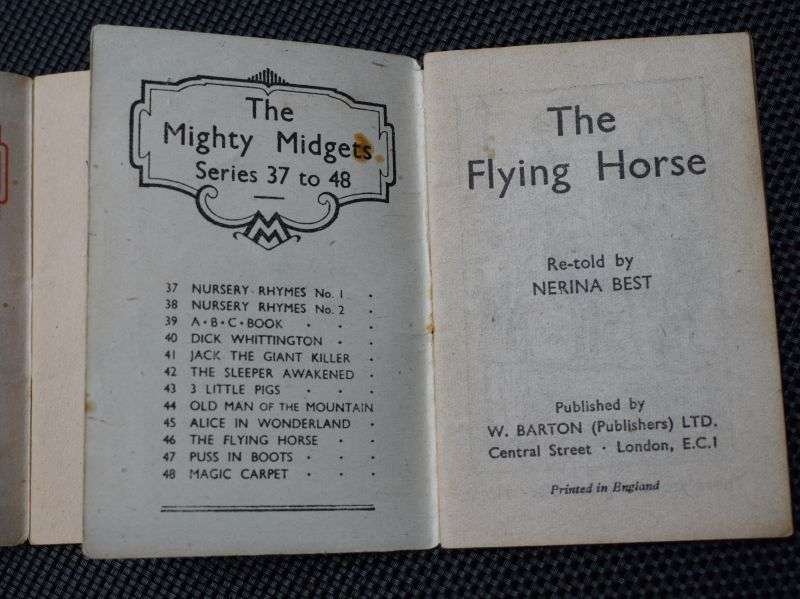 The
Mighty Midgets
Series 37 to 48
M
37 NURSERY RHYMES No. 1 .
38 NURSERY RHYMES No. 2 .
39 A·B·C·BOOK . . .
40 DICK WHITTINGTON . .
41 JACK THE GIANT KILLER .
42 THE SLEEPER AWAKENED .
43 3 LITTLE PIGS . . .
44 OLD MAN OF THE MOUNTAIN
45 ALICE IN WONDERLAND .
46 THE FLYING HORSE . .
47 PUSS IN BOOTS . . .
48 MAGIC CARPET . . .
The
Flying Horse
Re-told by
NERINA BEST
Published by
W. BARTON (Publishers) LTD.
Central Street · London, E.C.1
Printed in England